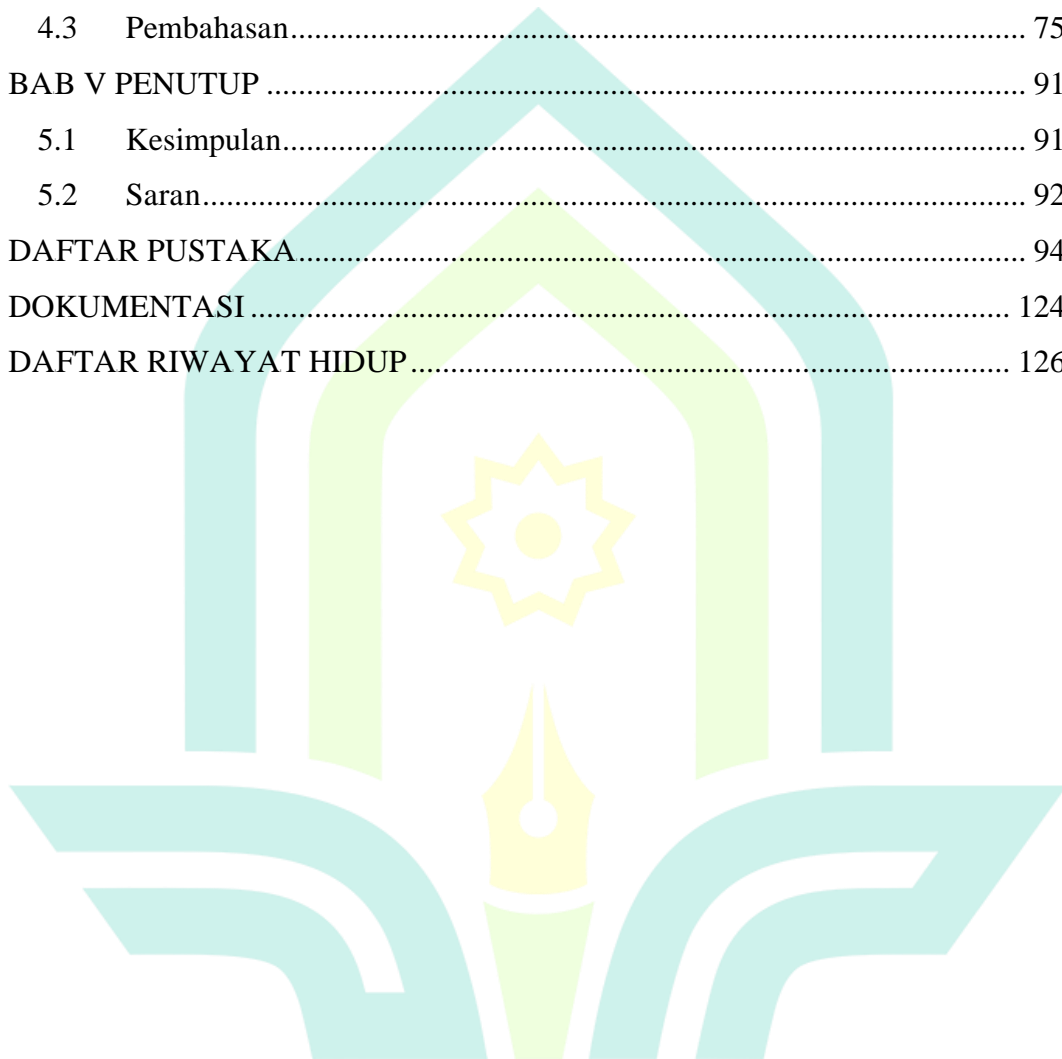 4.3 Pembahasan.......................................................................................... 75
BAB V PENUTUP .............................................................................................. 91
5.1 Kesimpulan........................................................................................... 91
5.2 Saran..................................................................................................... 92
DAFTAR PUSTAKA.......................................................................................... 94
DOKUMENTASI .............................................................................................. 124
DAFTAR RIWAYAT HIDUP.......................................................................... 126